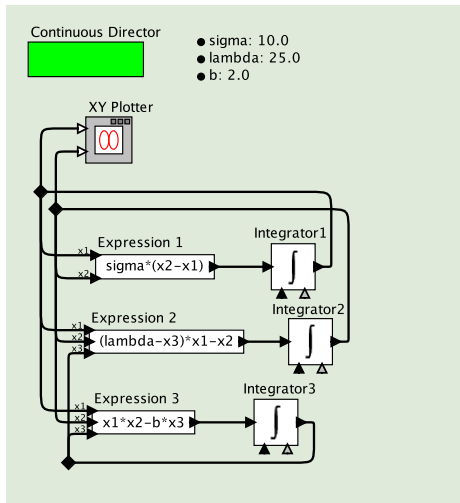 Continuous Director
● sigma: 10.0
● lambda: 25.0
● b: 2.0
XY Plotter
Expression 1
x1
x2
sigma*(x2-x1)
Integrator1
∫
Expression 2
x1
x2
x3
(lambda-x3)*x1-x2
Integrator2
∫
Expression 3
x1
x2
x3
x1*x2-b*x3
Integrator3
∫